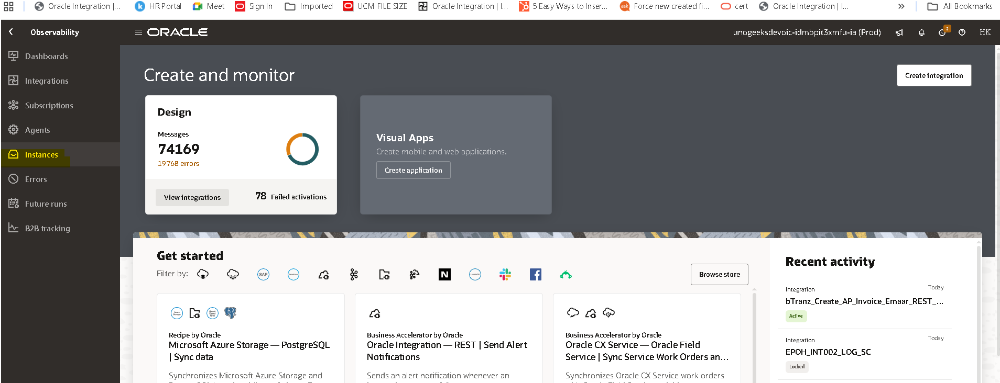 Oracle Integration |...
HR Portal
Meet
Sign In
Imported
UCM FILE SIZE
Oracle Integration | I...
5 Easy Ways to Inser...
ask
Force new created fi...
cert
Oracle Integration | I...
All Bookmarks
Observability
ORACLE
unogeeksdevoic-idmbpit3xmfu-ia (Prod)
2
HK
Dashboards
Integrations
Subscriptions
Agents
Instances
Errors
Future runs
B2B tracking
Create and monitor
Create integration
Design
Messages
74169
19768 errors
View integrations
78 Failed activations
Visual Apps
Create mobile and web applications.
Create application
Get started
Filter by:
SAP
N
Browse store
Recipe by Oracle
Microsoft Azure Storage — PostgreSQL
| Sync data
Synchronizes Microsoft Azure Storage and
Business Accelerator by Oracle
Oracle Integration — REST | Send Alert
Notifications
Sends an alert notification whenever an
Business Accelerator by Oracle
Oracle CX Service — Oracle Field
Service | Sync Service Work Orders an...
Synchronizes Oracle CX Service work orders
Recent activity
Integration
Today
bTranz_Create_AP_Invoice_Emaar_REST_...
Active
Integration
Today
EPOH_INT002_LOG_SC
Locked